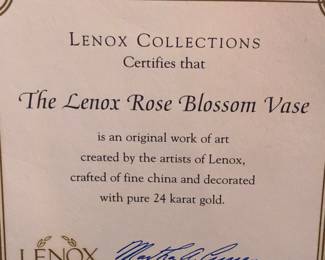 LENOX COLLECTIONS
Certifies that
The Lenox Rose Blossom Vase
is an original work of art
created by the artists of Lenox,
crafted of fine china and decorated
with pure 24 karat gold.
LENOX